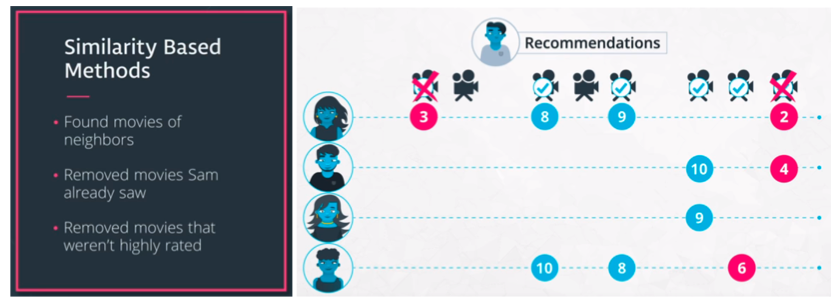 Similarity Based
Methods
• Found movies of
neighbors
• Removed movies Sam
already saw
• Removed movies that
weren't highly rated
Recommendations
3 8 9 2
10 4
9
10 8 6